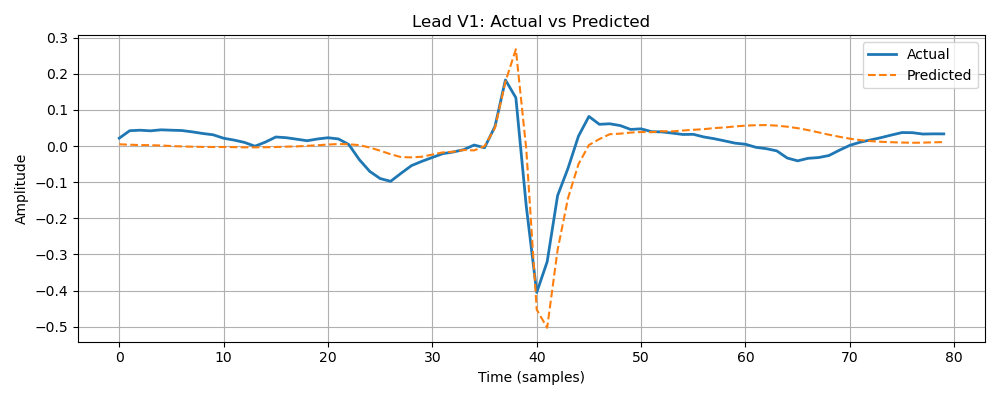 Lead V1: Actual vs Predicted
Actual
Predicted
Amplitude
0.3
0.2
0.1
0.0
−0.1
−0.2
−0.3
−0.4
−0.5
0 10 20 30 40 50 60 70 80
Time (samples)